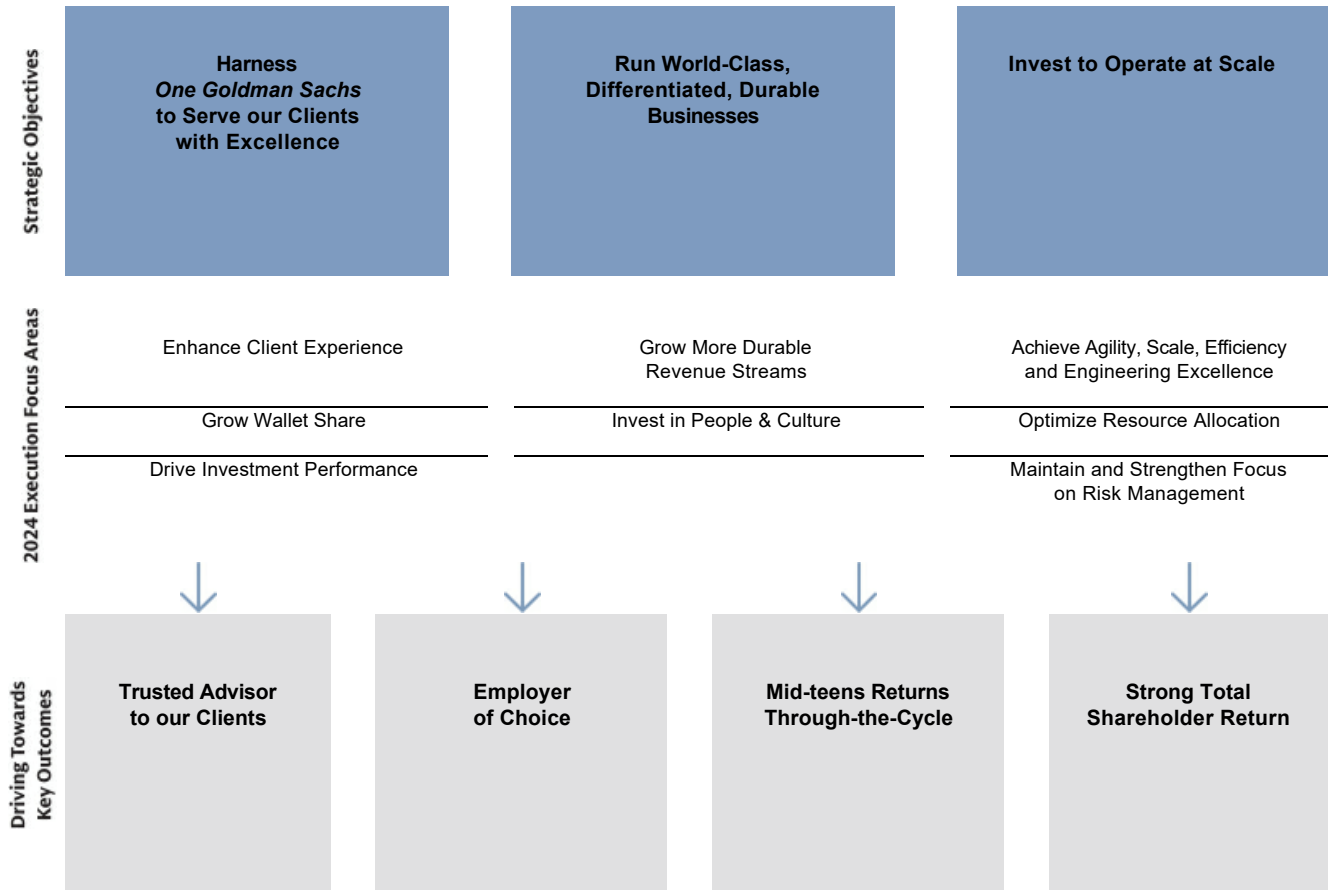 Strategic Objectives
Harness
One Goldman Sachs
to Serve our Clients
with Excellence
Run World-Class,
Differentiated, Durable
Businesses
Invest to Operate at Scale
2024 Execution Focus Areas
Enhance Client Experience
Grow Wallet Share
Drive Investment Performance
Grow More Durable
Revenue Streams
Invest in People & Culture
Achieve Agility, Scale, Efficiency
and Engineering Excellence
Optimize Resource Allocation
Maintain and Strengthen Focus
on Risk Management
Driving Towards
Key Outcomes
Trusted Advisor
to our Clients
Employer
of Choice
Mid-teens Returns
Through-the-Cycle
Strong Total
Shareholder Return